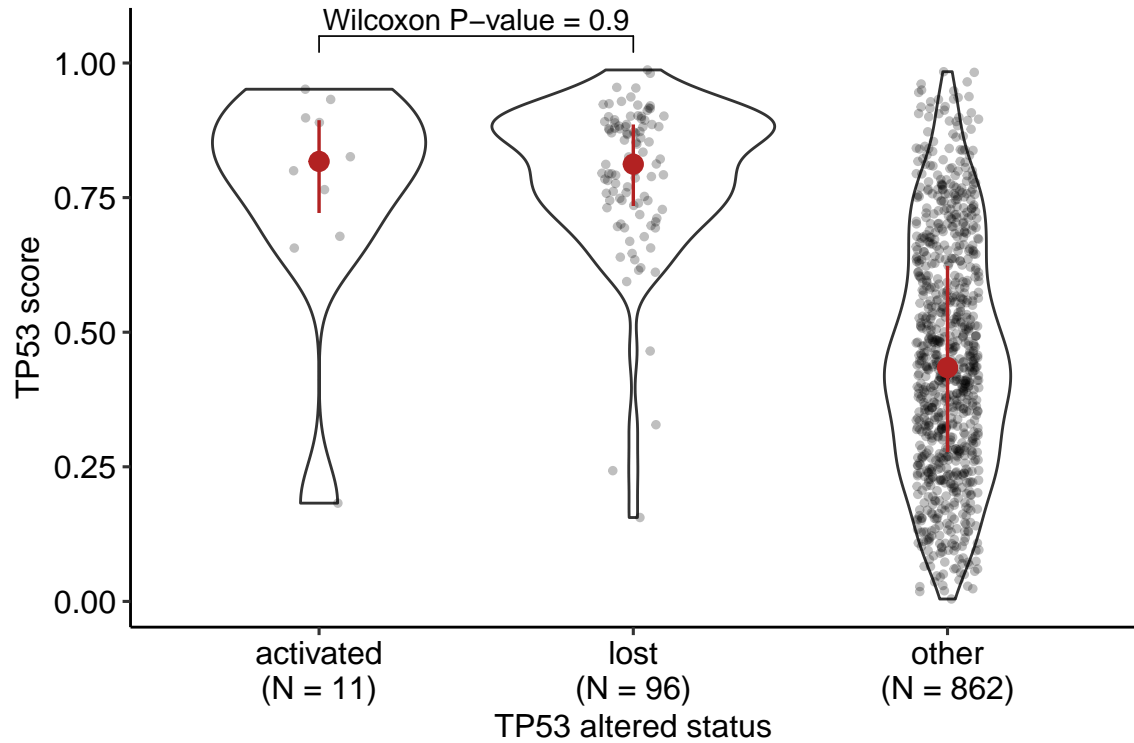 Wilcoxon P−value = 0.9
1.00
0.75
0.50
0.25
0.00
TP53 score
activated
(N = 11)
lost
(N = 96)
other
(N = 862)
TP53 altered status